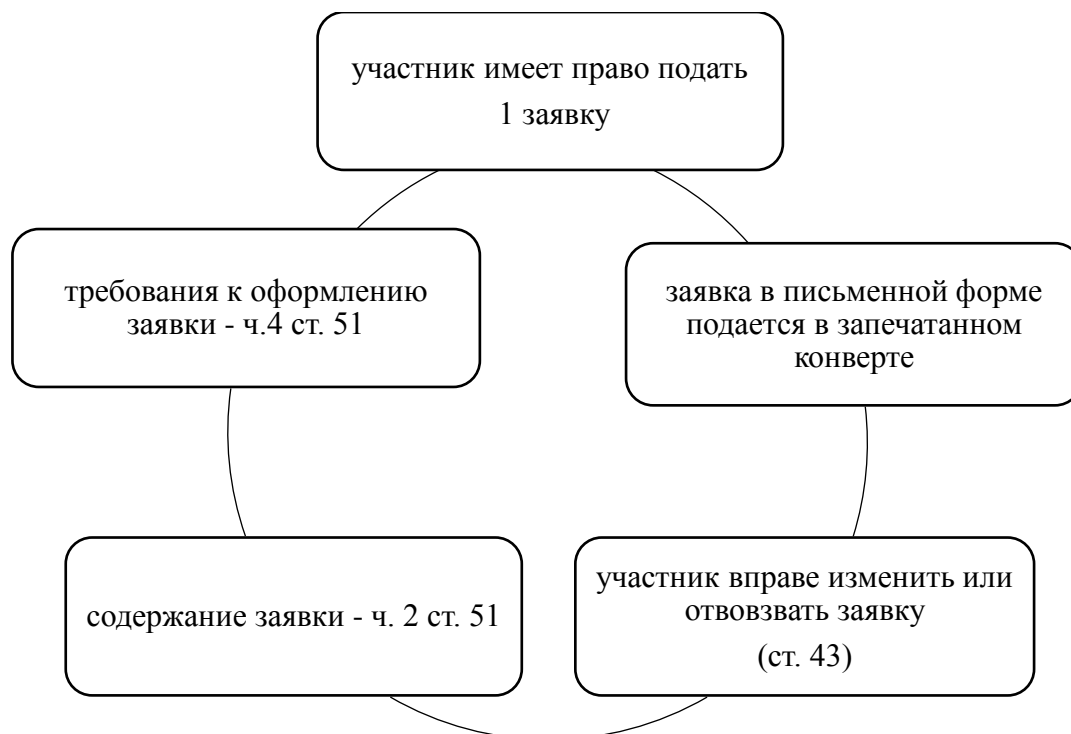 участник имеет право подать
1 заявку
требования к оформлению
заявки - ч.4 ст. 51
заявка в письменной форме
подается в запечатанном
конверте
содержание заявки - ч. 2 ст. 51
участник вправе изменить или
отвовзвать заявку
(ст. 43)